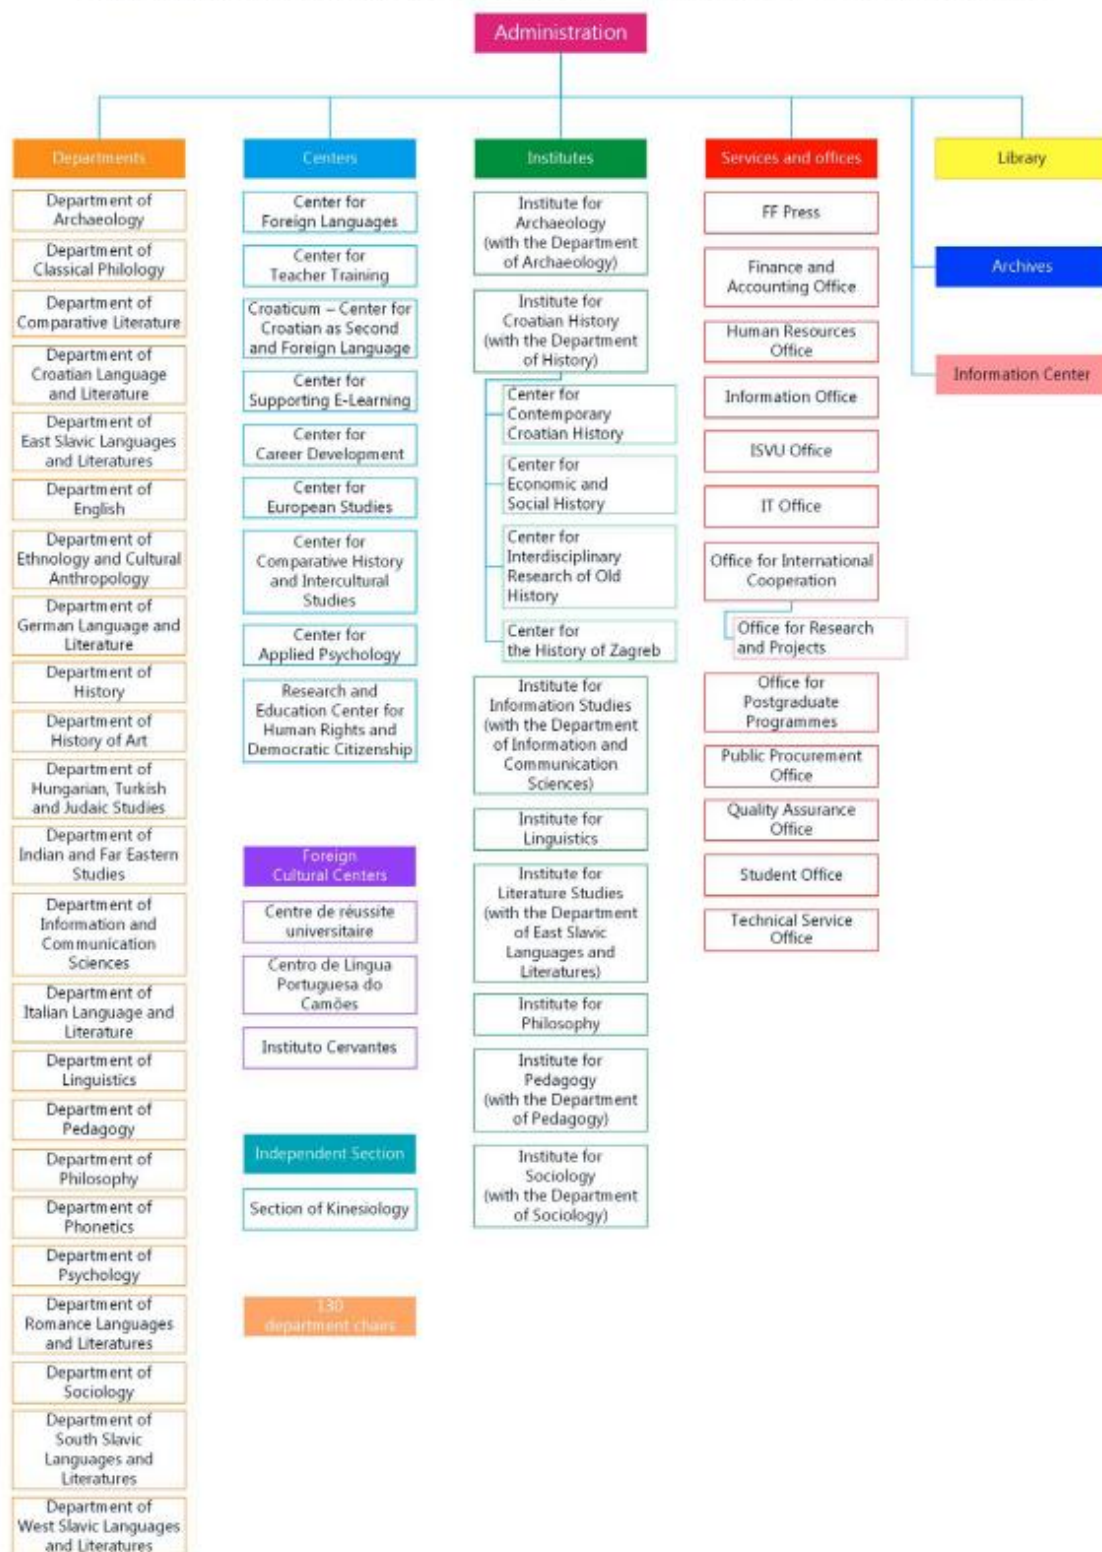 Administration
Departments
Department of
Archaeology
Department of
Classical Philology
Department of
Comparative Literature
Department of
Croatian Language
and Literature
Department of
East Slavic Languages
and Literatures
Department of
English
Department of
Ethnology and Cultural
Anthropology
Department of
German Language and
Literature
Department of
History
Department of
History of Art
Department of
Hungarian, Turkish
and Judaic Studies
Department of
Indian and Far Eastern
Studies
Department of
Information and
Communication
Sciences
Department of
Italian Language and
Literature
Department of
Linguistics
Department of
Pedagogy
Department of
Philosophy
Department of
Phonetics
Department of
Psychology
Department of
Romance Languages
and Literatures
Department of
Sociology
Department of
South Slavic
Languages and
Literatures
Department of
West Slavic Languages
and Literatures
Centers
Center for
Foreign Languages
Center for
Teacher Training
Croaticum – Center for
Croatian as Second
and Foreign Language
Center for
Supporting E-Learning
Center for
Career Development
Center for
European Studies
Center for
Comparative History
and Intercultural
Studies
Center for
Applied Psychology
Research and
Education Center for
Human Rights and
Democratic Citizenship
Foreign
Cultural Centers
Centre de réussite
universitaire
Centro de Lingua
Portuguesa do
Camões
Instituto Cervantes
Independent Section
Section of Kinesiology
130
department chairs
Institutes
Institute for
Archaeology
(with the Department
of Archaeology)
Institute for
Croatian History
(with the Department
of History)
Center for
Contemporary
Croatian History
Center for
Economic and
Social History
Center for
Interdisciplinary
Research of Old
History
Center for
the History of Zagreb
Institute for
Information Studies
(with the Department
of Information and
Communication
Sciences)
Institute for
Linguistics
Institute for
Literature Studies
(with the Department
of East Slavic
Languages and
Literatures)
Institute for
Philosophy
Institute for
Pedagogy
(with the Department
of Pedagogy)
Institute for
Sociology
(with the Department
of Sociology)
Services and offices
FF Press
Finance and
Accounting Office
Human Resources
Office
Information Office
ISVU Office
IT Office
Office for International
Cooperation
Office for Research
and Projects
Office for
Postgraduate
Programmes
Public Procurement
Office
Quality Assurance
Office
Student Office
Technical Service
Office
Library
Archives
Information Center